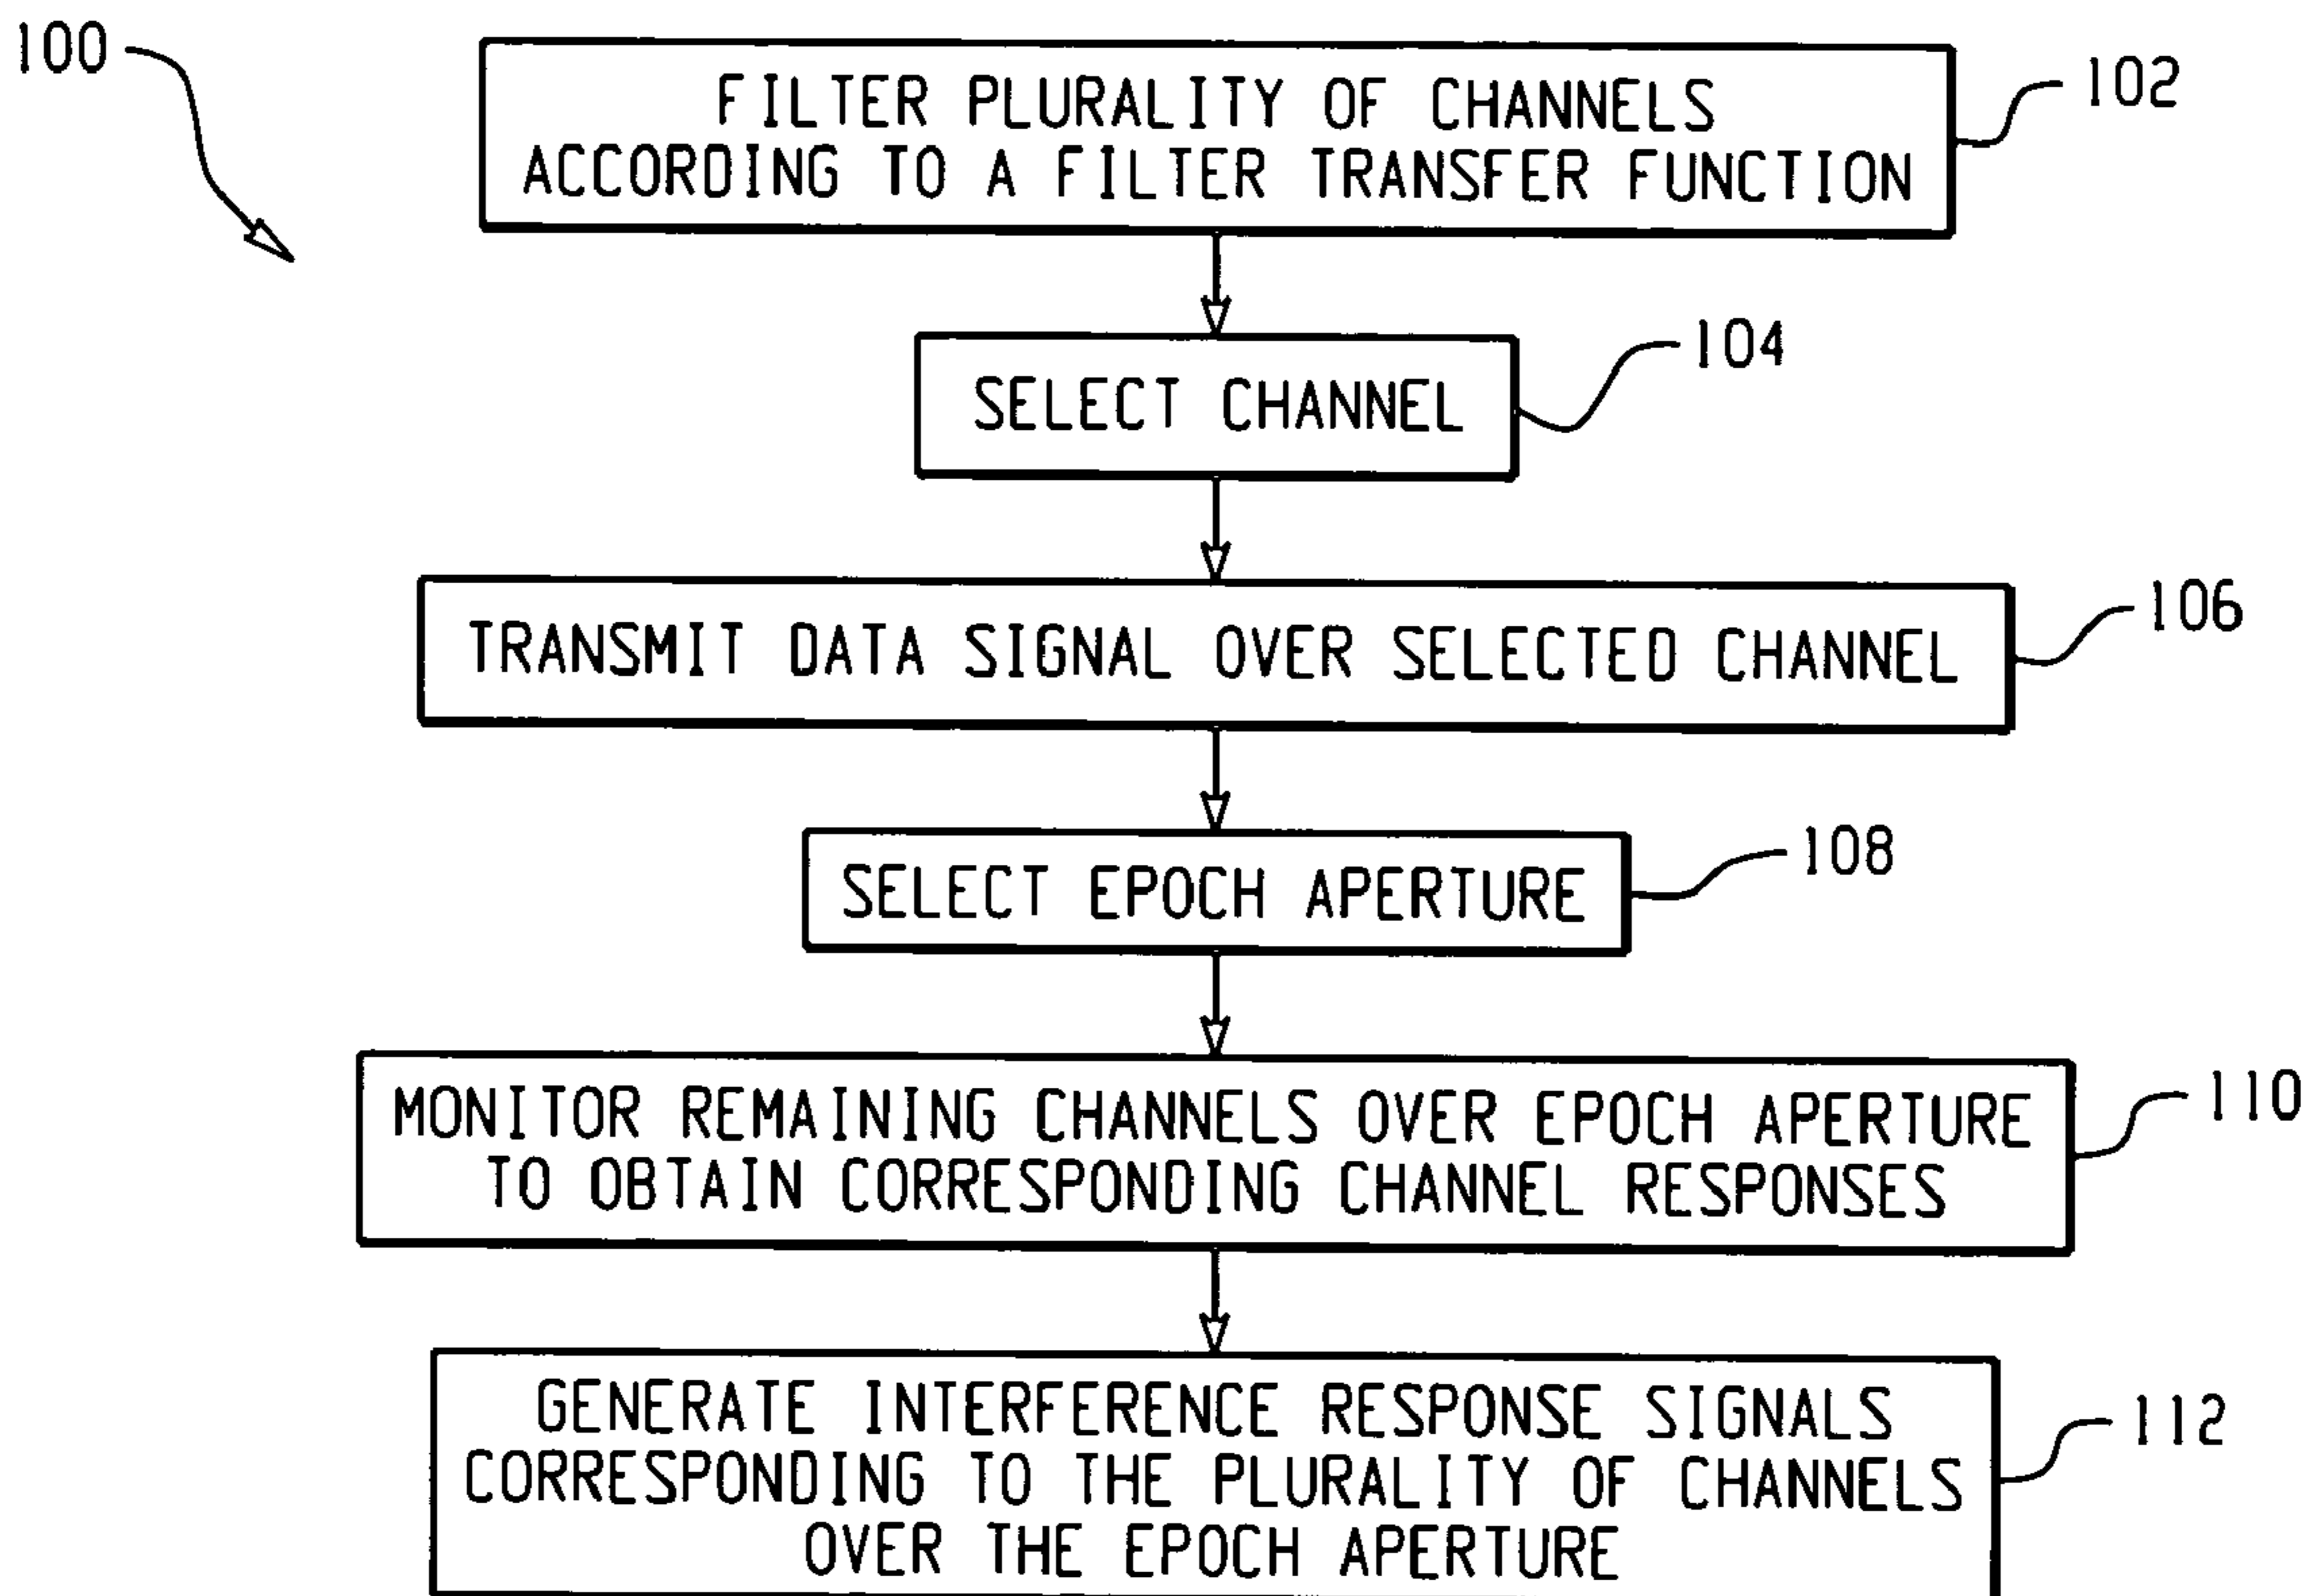 100
FILTER PLURALITY OF CHANNELS
ACCORDING TO A FILTER TRANSFER FUNCTION
102
SELECT CHANNEL
104
TRANSMIT DATA SIGNAL OVER SELECTED CHANNEL
106
SELECT EPOCH APERTURE
108
MONITOR REMAINING CHANNELS OVER EPOCH APERTURE
TO OBTAIN CORRESPONDING CHANNEL RESPONSES
110
GENERATE INTERFERENCE RESPONSE SIGNALS
CORRESPONDING TO THE PLURALITY OF CHANNELS
OVER THE EPOCH APERTURE
112